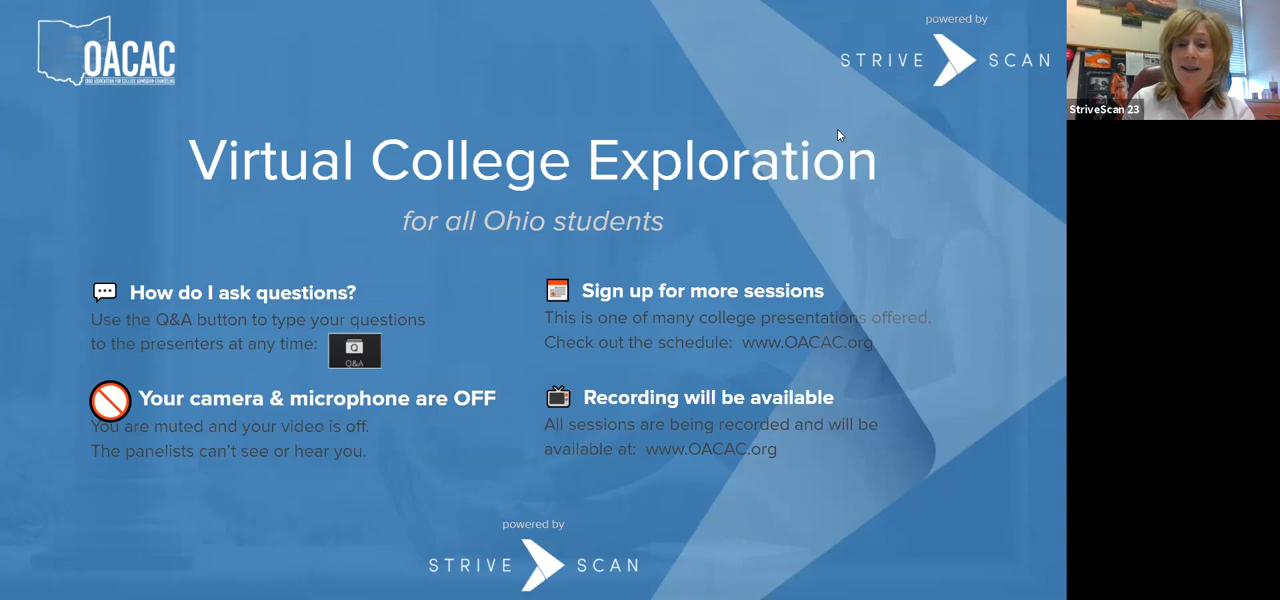 OACAC
OHIO ASSOCIATION FOR COLLEGE ADMISSION COUNSELING
powered by
STRIVE SCAN
StriveScan 23
Virtual College Exploration
for all Ohio students
How do I ask questions?
Use the Q&A button to type your questions
to the presenters at any time:
Q&A
Sign up for more sessions
This is one of many college presentations offered.
Check out the schedule: www.OACAC.org
Your camera & microphone are OFF
You are muted and your video is off.
The panelists can't see or hear you.
Recording will be available
All sessions are being recorded and will be
available at: www.OACAC.org
powered by
STRIVE SCAN